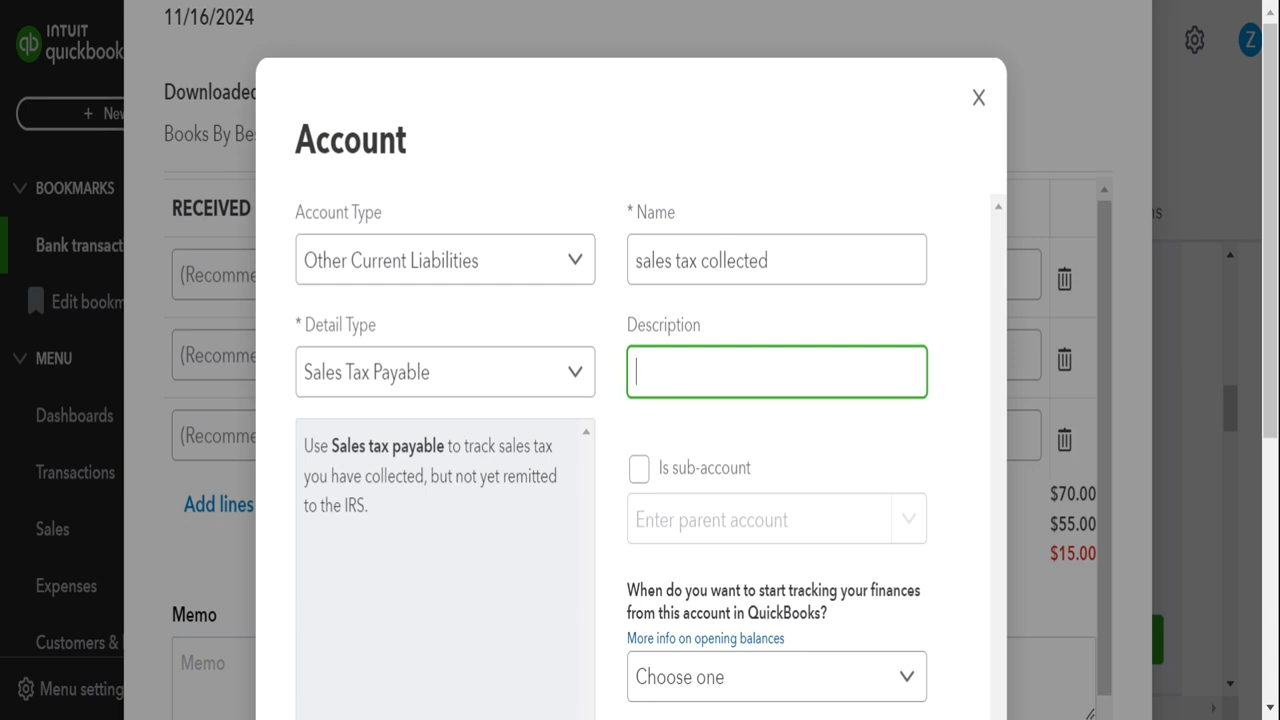 11/16/2024
INTUIT
quickbook
Downloaded
+ New
Books By Bes
BOOKMARKS
RECEIVED
Bank transact
(Recomme
Edit bookm
(Recomme
MENU
Dashboards
(Recomme
Transactions
Add lines
Sales
Expenses
Memo
Customers &
Memo
Menu setting
Z
X
Account
Account Type
Other Current Liabilities
* Name
sales tax collected
* Detail Type
Sales Tax Payable
Description
Use Sales tax payable to track sales tax
you have collected, but not yet remitted
to the IRS.
Is sub-account
Enter parent account
When do you want to start tracking your finances
from this account in QuickBooks?
More info on opening balances
Choose one
$70.00
$55.00
$15.00